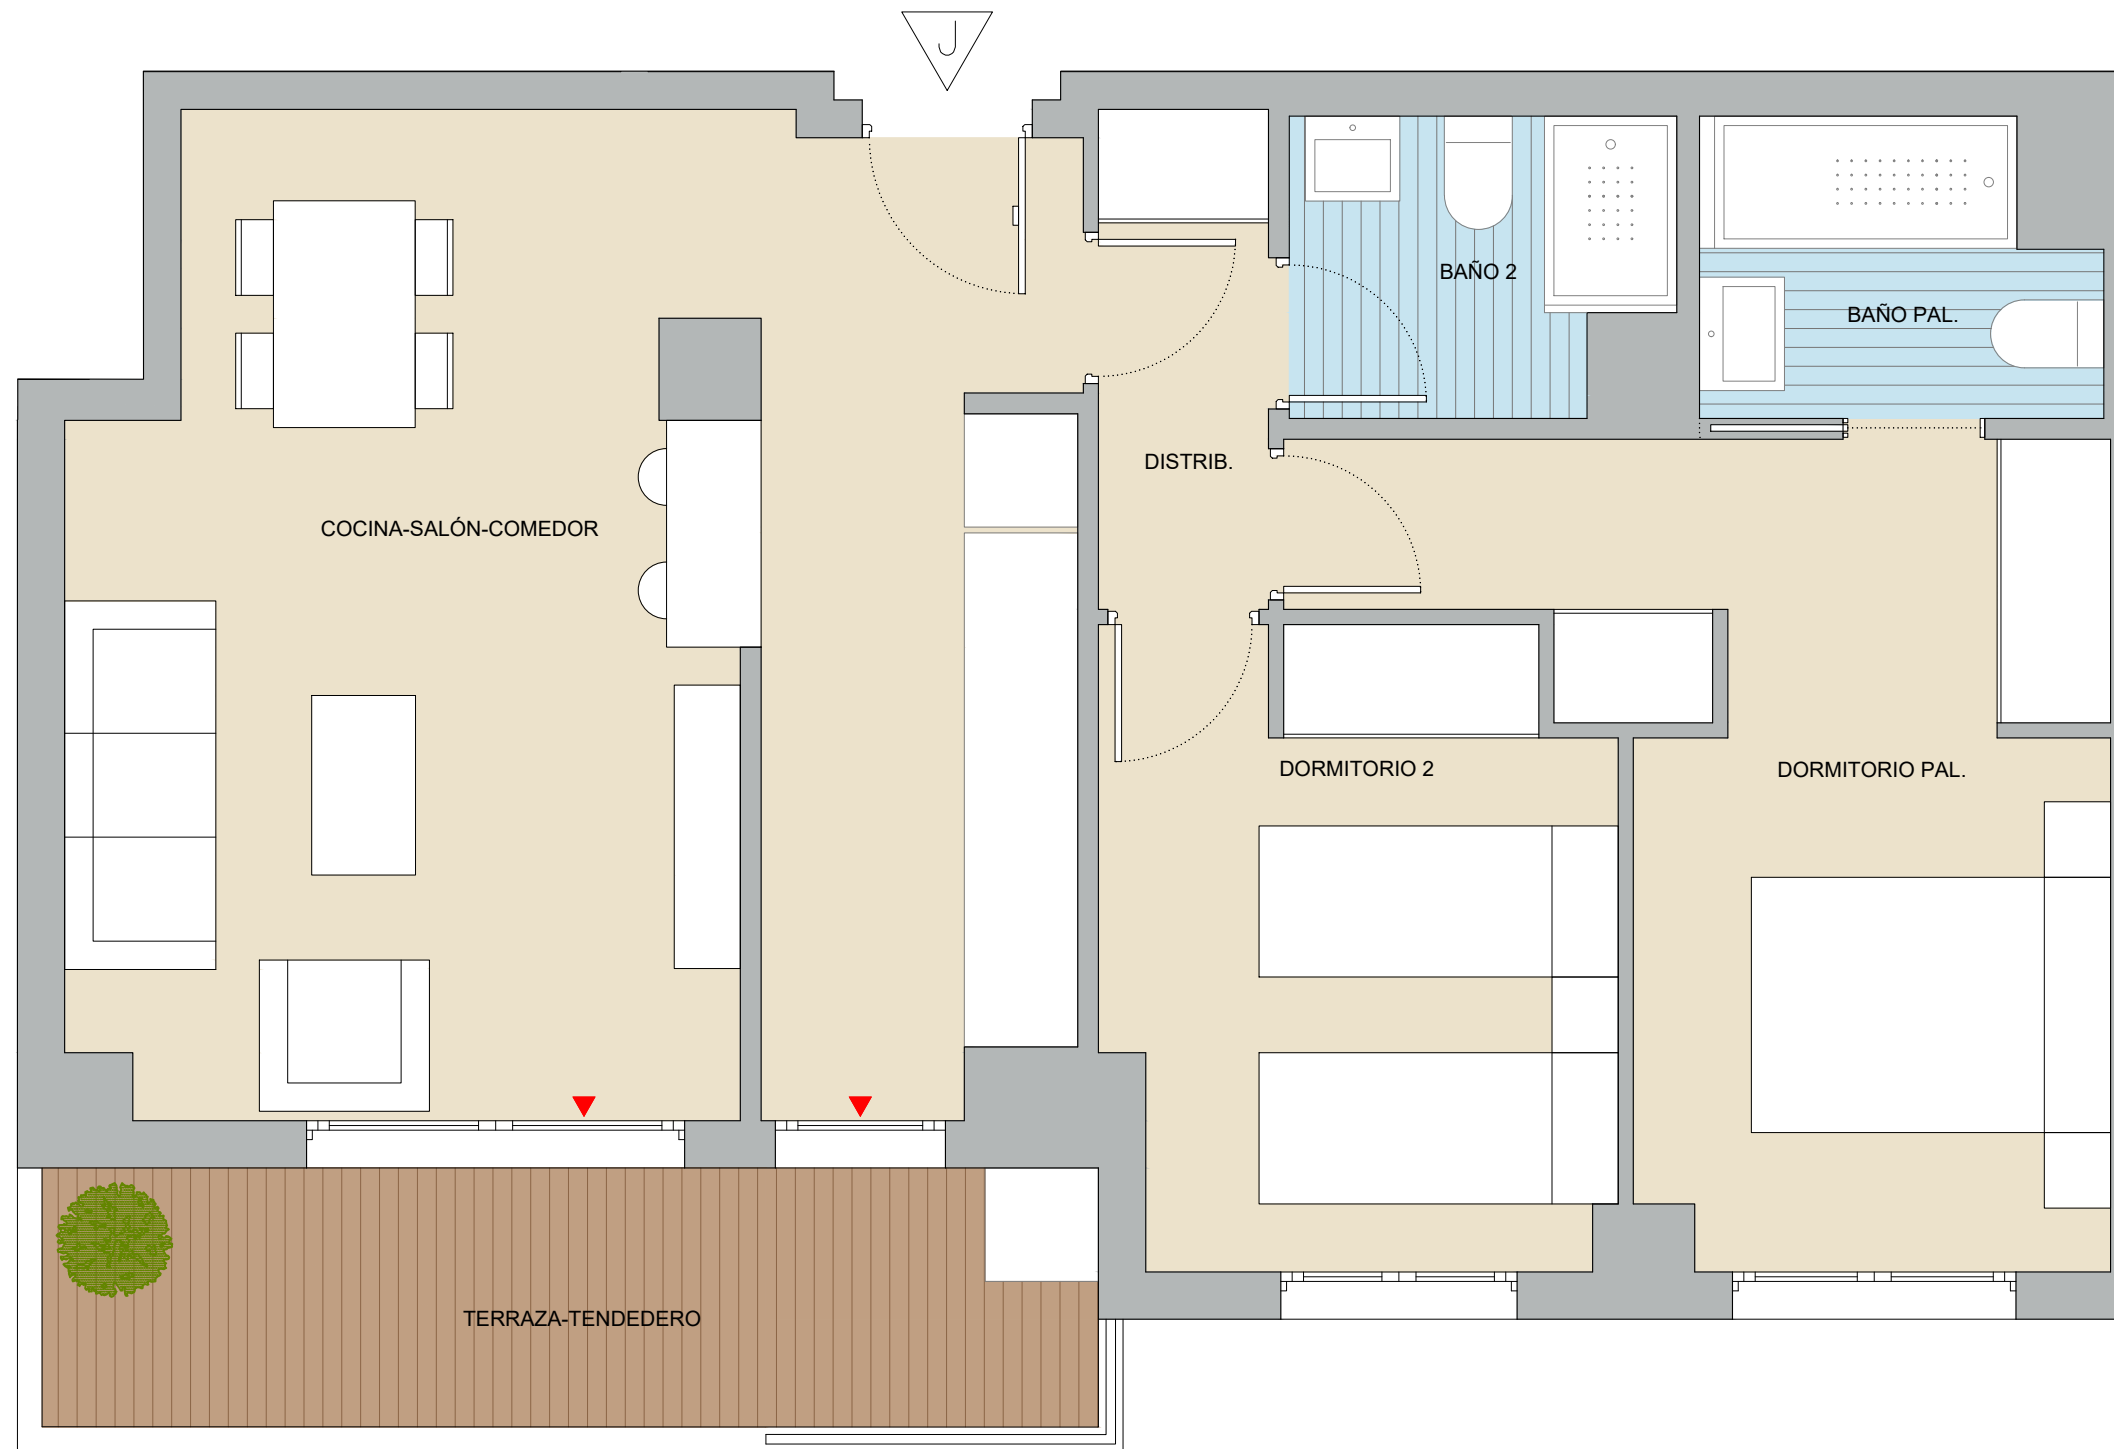 J
BAÑO 2
BAÑO PAL.
DISTRIB.
COCINA-SALÓN-COMEDOR
DORMITORIO 2
DORMITORIO PAL.
TERRAZA-TENDEDERO